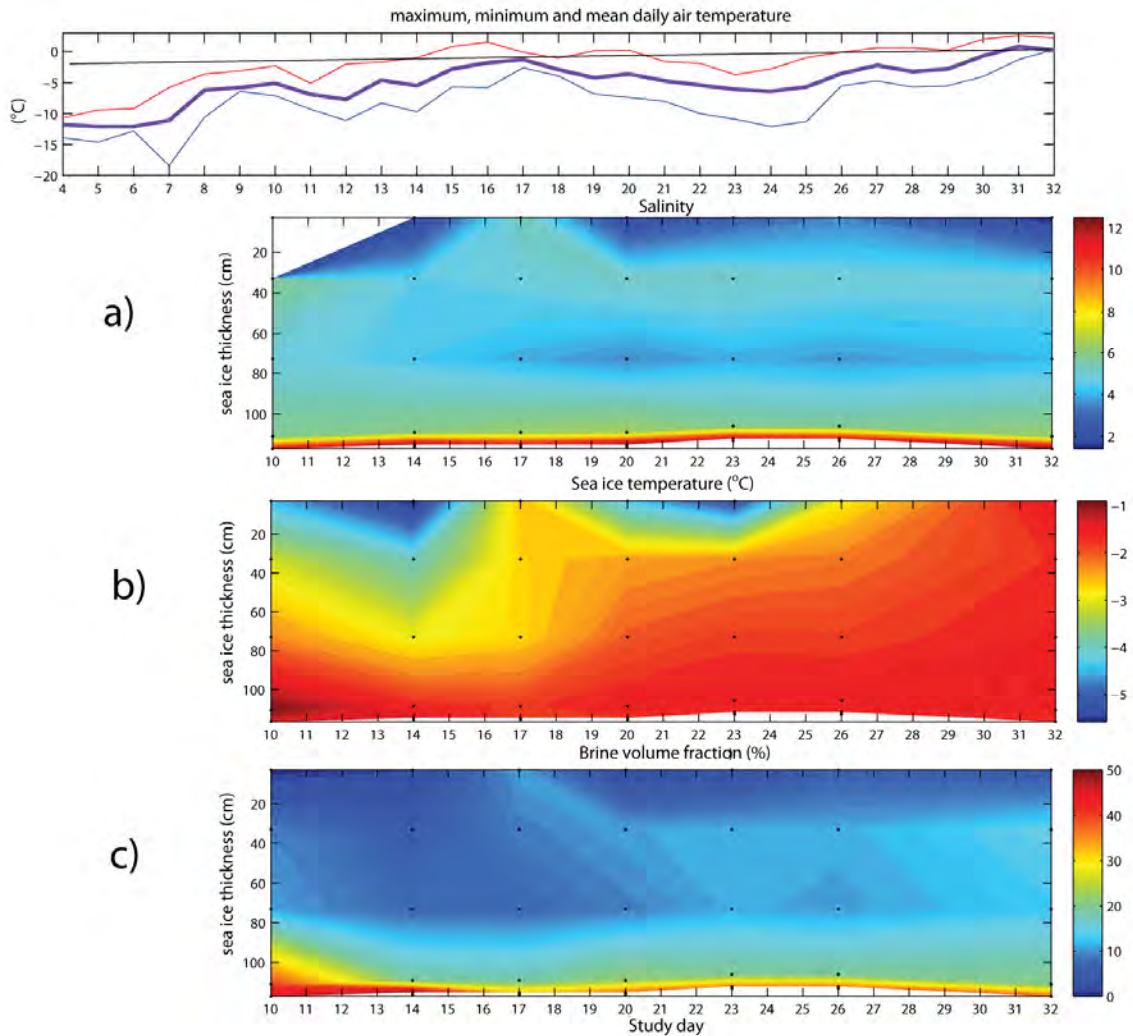 maximum, minimum and mean daily air temperature
(°C)
0
−5
−10
−15
−20
4 5 6 7 8 9 10 11 12 13 14 15 16 17 18 19 20 21 22 23 24 25 26 27 28 29 30 31 32
Salinity
a)
sea ice thickness (cm)
20
40
60
80
100
10 11 12 13 14 15 16 17 18 19 20 21 22 23 24 25 26 27 28 29 30 31 32
12
10
8
6
4
2
Sea ice temperature (°C)
b)
sea ice thickness (cm)
20
40
60
80
100
10 11 12 13 14 15 16 17 18 19 20 21 22 23 24 25 26 27 28 29 30 31 32
−1
−2
−3
−4
−5
Brine volume fraction (%)
c)
sea ice thickness (cm)
20
40
60
80
100
10 11 12 13 14 15 16 17 18 19 20 21 22 23 24 25 26 27 28 29 30 31 32
50
40
30
20
10
0
Study day